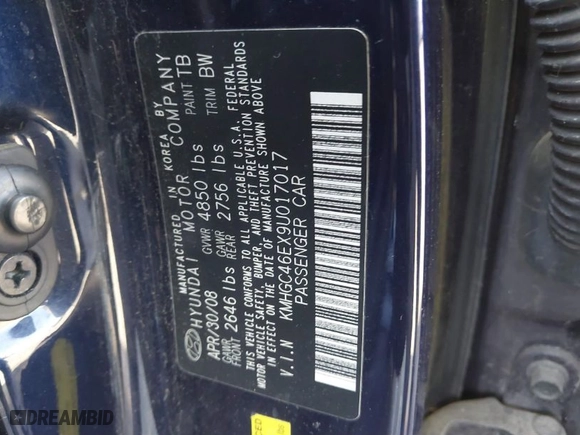 MANUFACTURED IN KOREA BY
HYUNDAI MOTOR COMPANY
APR/30/08 GVWR 4850 lbs PAINT TB
GAWR FRONT 2646 lbs GAWR REAR 2756 lbs TRIM BW
THIS VEHICLE CONFORMS TO ALL APPLICABLE U.S.A. FEDERAL
MOTOR VEHICLE SAFETY, BUMPER, AND THEFT PREVENTION STANDARDS
IN EFFECT ON THE DATE OF MANUFACTURE SHOWN ABOVE
V.I.N KMHGC46EX9U017017
PASSENGER CAR
DREAMBID